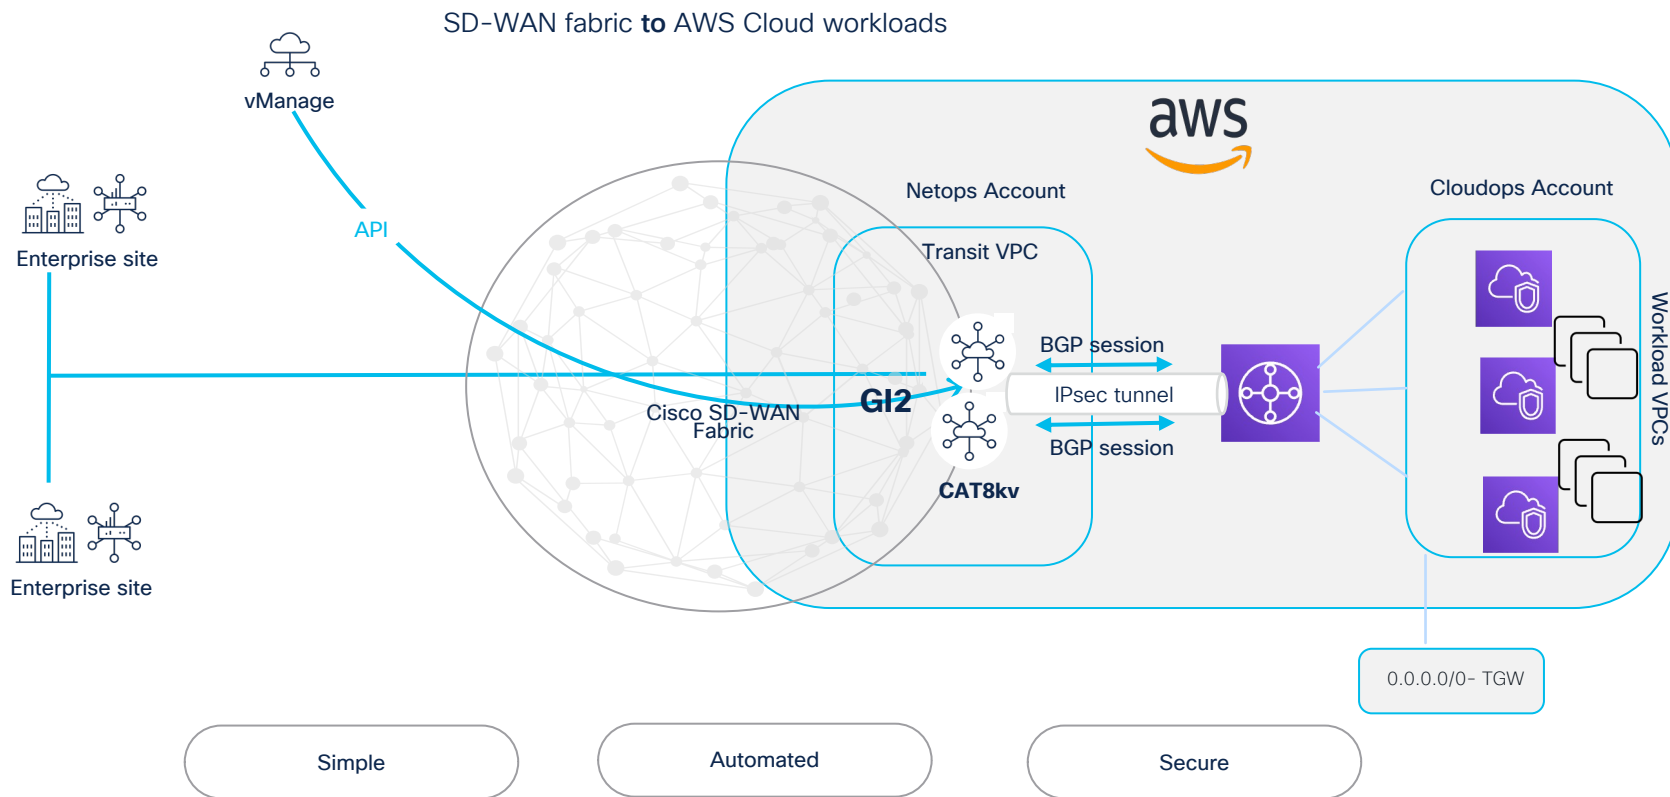 SD-WAN fabric to AWS Cloud workloads
vManage
aws
Netops Account
Cloudops Account
API
Enterprise site
Transit VPC
Workload VPCs
BGP session
GI2
IPsec tunnel
Cisco SD-WAN
Fabric
BGP session
CAT8kv
Enterprise site
0.0.0.0/0- TGW
Simple
Automated
Secure